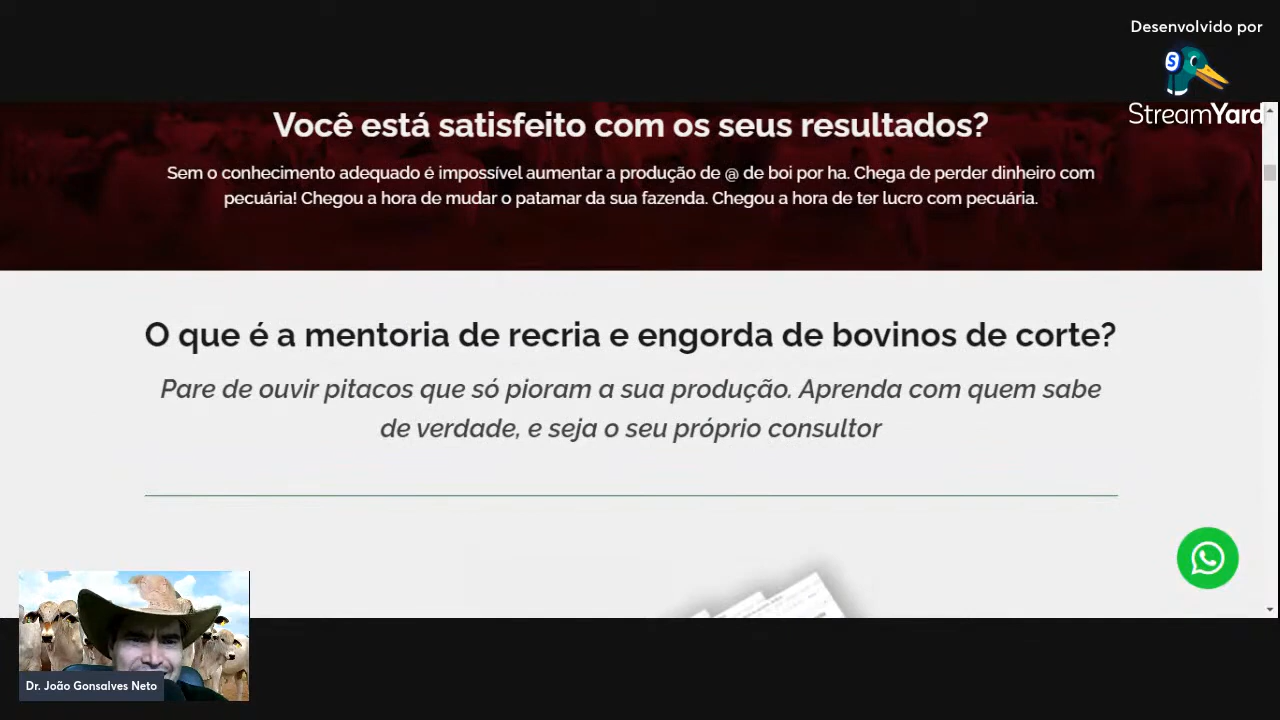 Desenvolvido por
StreamYard
Você está satisfeito com os seus resultados?
Sem o conhecimento adequado é impossível aumentar a produção de @ de boi por ha. Chega de perder dinheiro com
pecuária! Chegou a hora de mudar o patamar da sua fazenda. Chegou a hora de ter lucro com pecuária.
O que é a mentoria de recria e engorda de bovinos de corte?
Pare de ouvir pitacos que só pioram a sua produção. Aprenda com quem sabe
de verdade, e seja o seu próprio consultor
Dr. João Gonsalves Neto